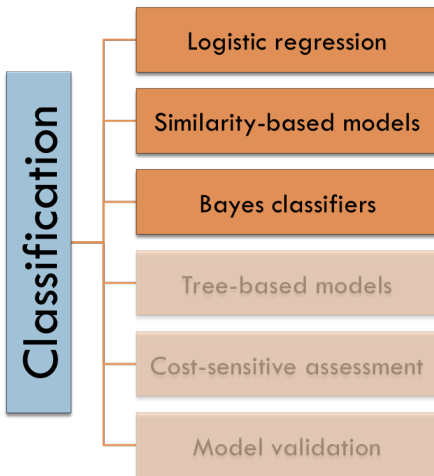 Classification
Logistic regression
Similarity-based models
Bayes classifiers
Tree-based models
Cost-sensitive assessment
Model validation